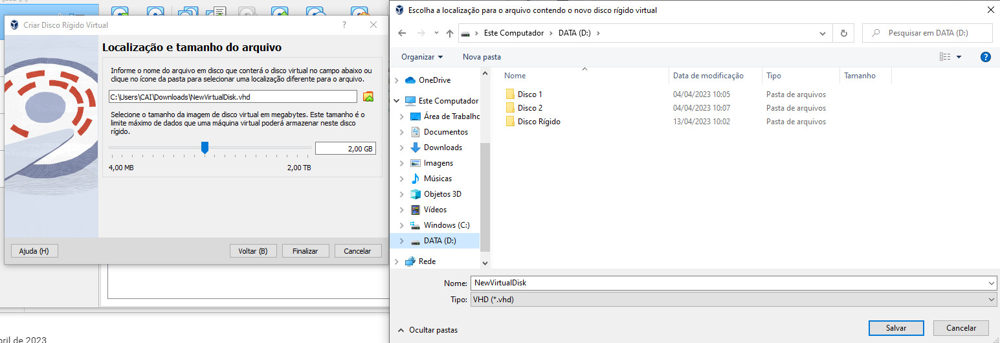 Criar Disco Rígido Virtual
?
Localização e tamanho do arquivo
Informe o nome do arquivo em disco que conterá o disco virtual no campo abaixo ou
clique no ícone da pasta para selecionar uma localização diferente para o arquivo.
C:\Users\CAI\Downloads\NewVirtualDisk.vhd
Selecione o tamanho da imagem de disco virtual em megabytes. Este tamanho é o
limite máximo de dados que uma máquina virtual poderá armazenar neste disco
rígido.
2,00 GB
4,00 MB
2,00 TB
Ajuda (H)
Voltar (B)
Finalizar
Cancelar
bril de 2023
Escolha a localização para o arquivo contendo o novo disco rígido virtual
Este Computador
DATA (D:)
Pesquisar em DATA (D:)
Organizar
Nova pasta
?
OneDrive
Este Computador
Área de Trabalho
Documentos
Downloads
Imagens
Músicas
Objetos 3D
Vídeos
Windows (C:)
DATA (D:)
Rede
Nome
Data de modificação
Tipo
Tamanho
Disco 1
04/04/2023 10:05
Pasta de arquivos
Disco 2
04/04/2023 10:07
Pasta de arquivos
Disco Rígido
13/04/2023 10:02
Pasta de arquivos
Nome:
NewVirtualDisk
Tipo:
VHD (*.vhd)
Ocultar pastas
Salvar
Cancelar